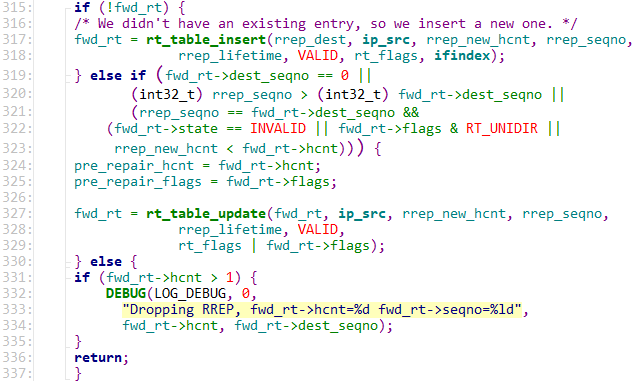 315: if (!fwd_rt) {
316: /* We didn't have an existing entry, so we insert a new one. */
317: fwd_rt = rt_table_insert(rrep_dest, ip_src, rrep_new_hcnt, rrep_seqno,
318: rrep_lifetime, VALID, rt_flags, ifindex);
319: } else if (fwd_rt->dest_seqno == 0 ||
320: (int32_t) rrep_seqno > (int32_t) fwd_rt->dest_seqno ||
321: (rrep_seqno == fwd_rt->dest_seqno &&
322: (fwd_rt->state == INVALID || fwd_rt->flags & RT_UNIDIR ||
323: rrep_new_hcnt < fwd_rt->hcnt))) {
324: pre_repair_hcnt = fwd_rt->hcnt;
325: pre_repair_flags = fwd_rt->flags;
326:
327: fwd_rt = rt_table_update(fwd_rt, ip_src, rrep_new_hcnt, rrep_seqno,
328: rrep_lifetime, VALID,
329: rt_flags | fwd_rt->flags);
330: } else {
331: if (fwd_rt->hcnt > 1) {
332: DEBUG(LOG_DEBUG, 0,
333: "Dropping RREP, fwd_rt->hcnt=%d fwd_rt->seqno=%ld",
334: fwd_rt->hcnt, fwd_rt->dest_seqno);
335: }
336: return;
337: }